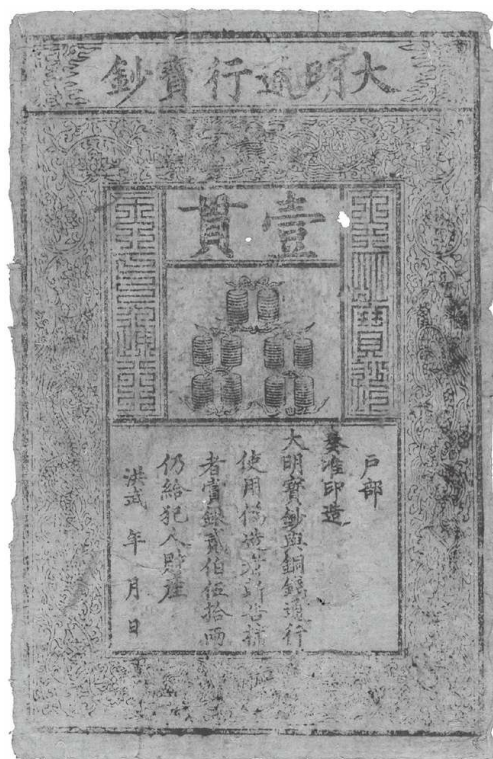 大明通行寶鈔
壹貫
户部
奏准印造
大明寶鈔與銅錢通行
使用偽造者斬告捕
者賞銀貳伯伍拾兩
仍給犯人財產
洪武 年 月 日